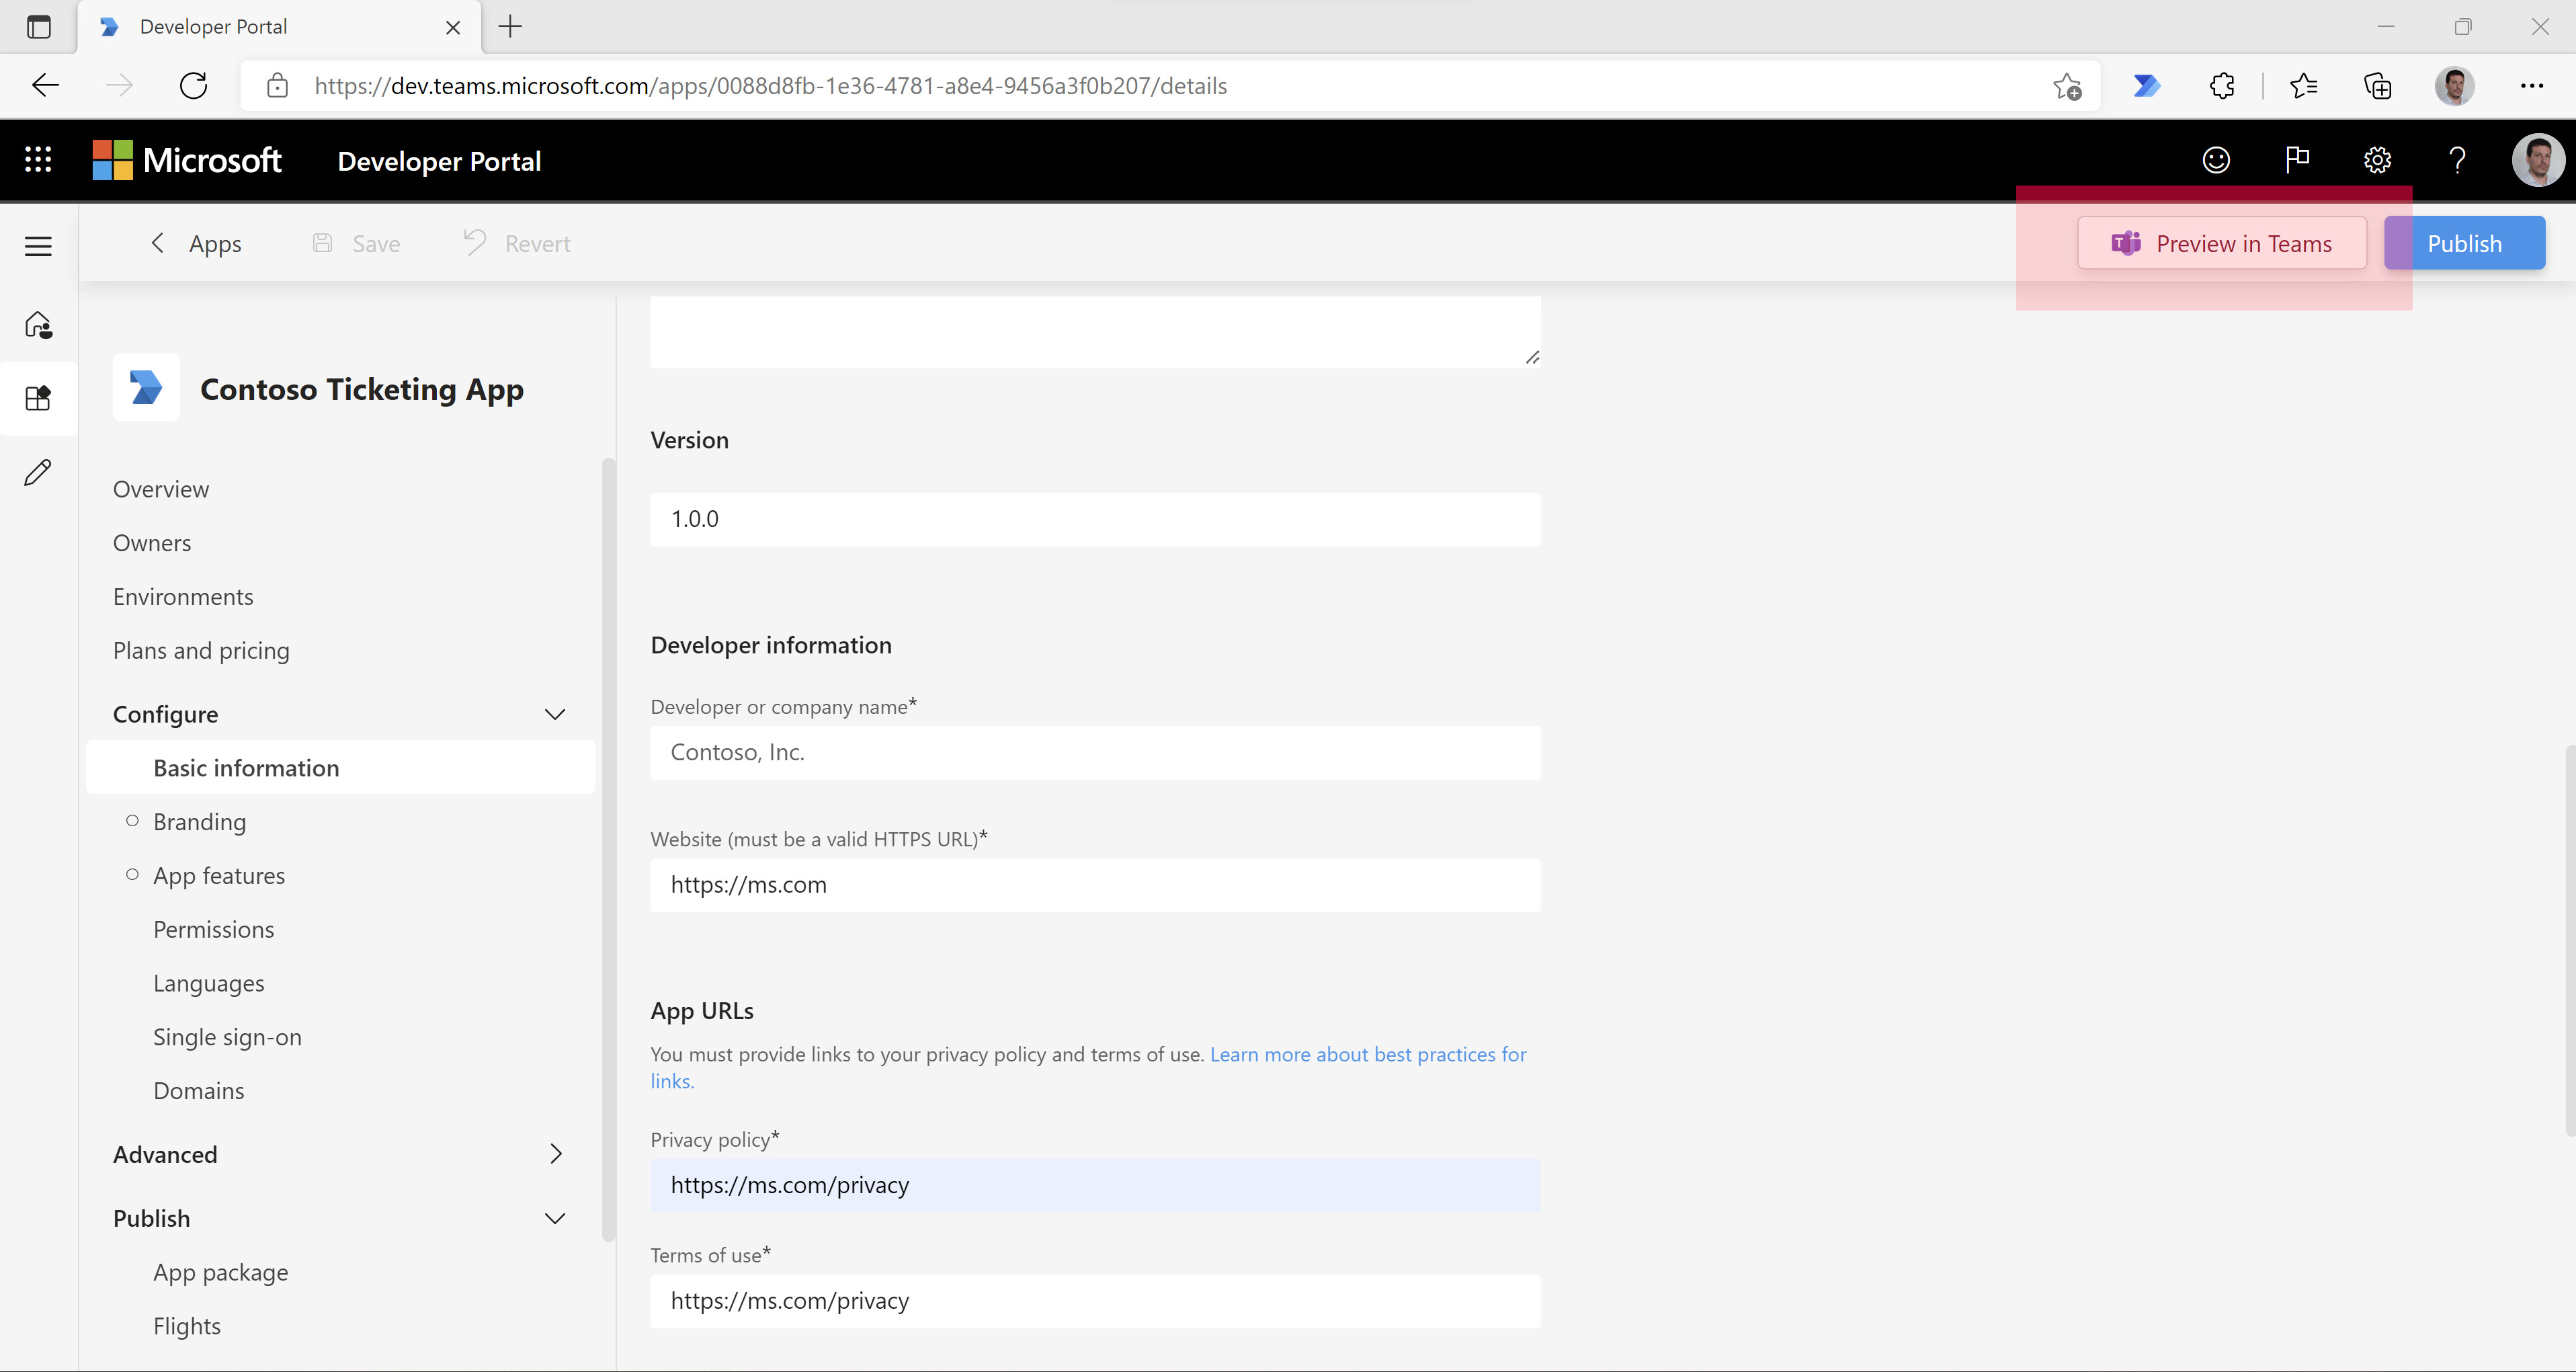 Developer Portal
https://dev.teams.microsoft.com/apps/0088d8fb-1e36-4781-a8e4-9456a3f0b207/details
Microsoft Developer Portal
Apps Save Revert Preview in Teams Publish
Contoso Ticketing App
Overview
Owners
Environments
Plans and pricing
Configure
Basic information
Branding
App features
Permissions
Languages
Single sign-on
Domains
Advanced
Publish
App package
Flights
Version
1.0.0
Developer information
Developer or company name*
Contoso, Inc.
Website (must be a valid HTTPS URL)*
https://ms.com
App URLs
You must provide links to your privacy policy and terms of use. Learn more about best practices for
links.
Privacy policy*
https://ms.com/privacy
Terms of use*
https://ms.com/privacy